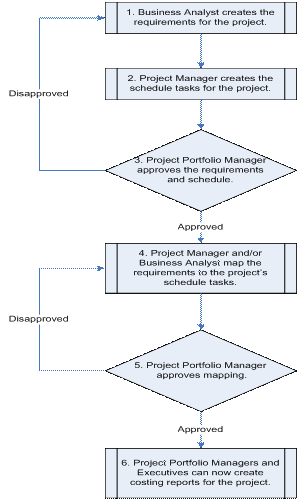 1. Business Analyst creates the
requirements for the project.
2. Project Manager creates the
schedule tasks for the project.
Disapproved
3. Project Portfolio Manager
approves the requirements
and schedule.
Approved
4. Project Manager and/or
Business Analyst map the
requirements to the project's
schedule tasks.
Disapproved
5. Project Portfolio Manager
approves mapping.
Approved
6. Project Portfolio Managers and
Executives can now create
costing reports for the project.